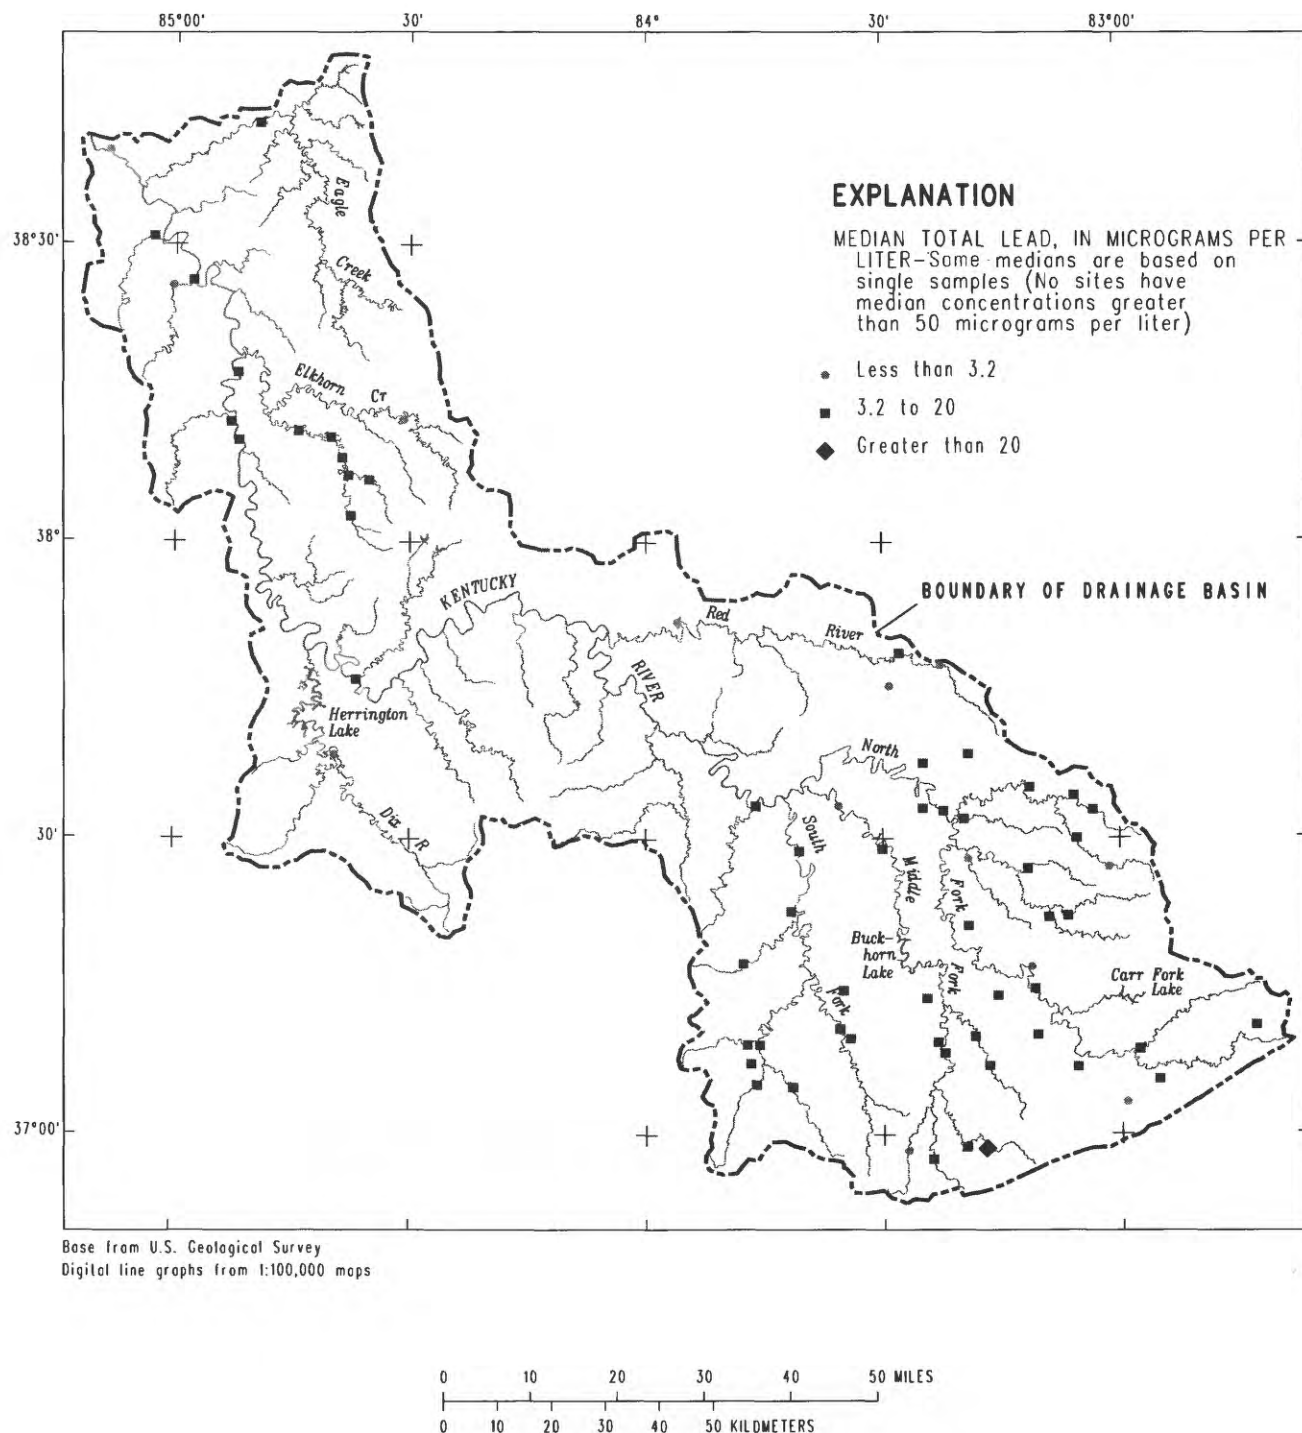 85°00' 30' 84° 30' 83°00'
38°30'
38°
30'
37°00'
EXPLANATION
MEDIAN TOTAL LEAD, IN MICROGRAMS PER
LITER–Some medians are based on
single samples (No sites have
median concentrations greater
than 50 micrograms per liter)
Less than 3.2
3.2 to 20
Greater than 20
Eagle
Creek
Elkhorn
Cr
KENTUCKY
RIVER
Red
River
BOUNDARY OF DRAINAGE BASIN
Herrington
Lake
Dix R
North
Fork
South
Fork
Middle
Fork
Buck-
horn
Lake
Carr Fork
Lake
Base from U.S. Geological Survey
Digital line graphs from 1:100,000 maps
0 10 20 30 40 50 MILES
0 10 20 30 40 50 KILOMETERS